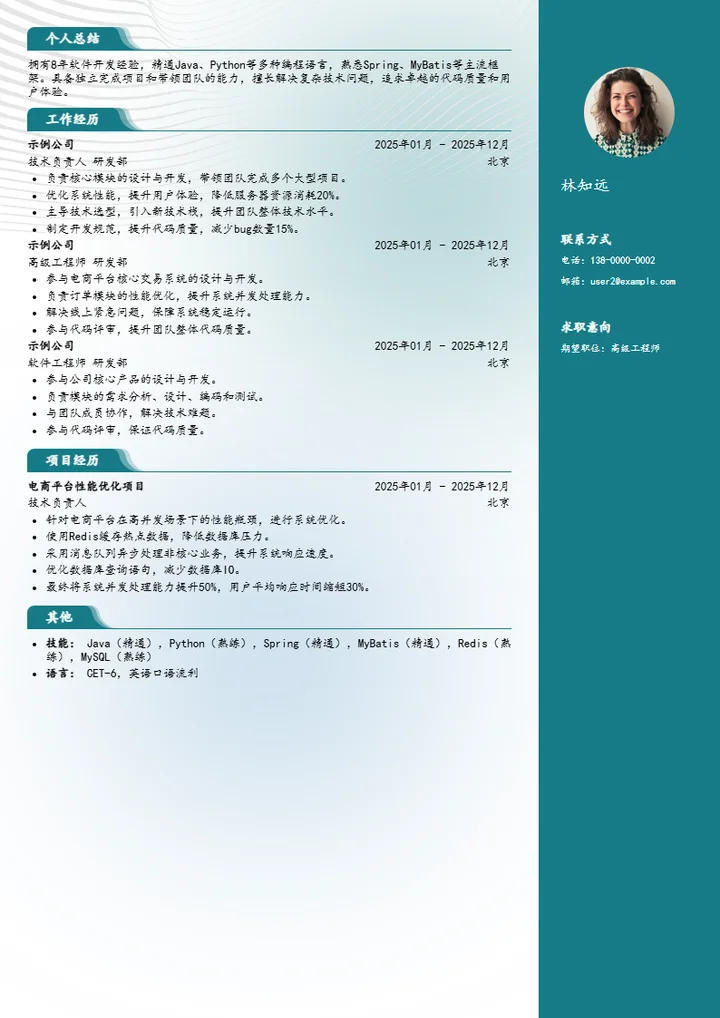 个人总结
拥有8年软件开发经验，精通Java、Python等多种编程语言，熟悉Spring、MyBatis等主流框
架。具备独立完成项目和带领团队的能力，擅长解决复杂技术问题，追求卓越的代码质量和用
户体验。
工作经历
示例公司 2025年01月 - 2025年12月
技术负责人 研发部 北京
• 负责核心模块的设计与开发，带领团队完成多个大型项目。
• 优化系统性能，提升用户体验，降低服务器资源消耗20%。
• 主导技术选型，引入新技术栈，提升团队整体技术水平。
• 制定开发规范，提升代码质量，减少bug数量15%。
示例公司 2025年01月 - 2025年12月
高级工程师 研发部 北京
• 参与电商平台核心交易系统的设计与开发。
• 负责订单模块的性能优化，提升系统并发处理能力。
• 解决线上紧急问题，保障系统稳定运行。
• 参与代码评审，提升团队整体代码质量。
示例公司 2025年01月 - 2025年12月
软件工程师 研发部 北京
• 参与公司核心产品的设计与开发。
• 负责模块的需求分析、设计、编码和测试。
• 与团队成员协作，解决技术难题。
• 参与代码评审，保证代码质量。
项目经历
电商平台性能优化项目 2025年01月 - 2025年12月
技术负责人 北京
• 针对电商平台在高并发场景下的性能瓶颈，进行系统优化。
• 使用Redis缓存热点数据，降低数据库压力。
• 采用消息队列异步处理非核心业务，提升系统响应速度。
• 优化数据库查询语句，减少数据库IO。
• 最终将系统并发处理能力提升50%，用户平均响应时间缩短30%。
其他
• 技能： Java（精通），Python（熟练），Spring（精通），MyBatis（精通），Redis（熟
练），MySQL（熟练）
• 语言： CET-6，英语口语流利
林知远
联系方式
电话：138-0000-0002
邮箱：user2@example.com
求职意向
期望职位：高级工程师